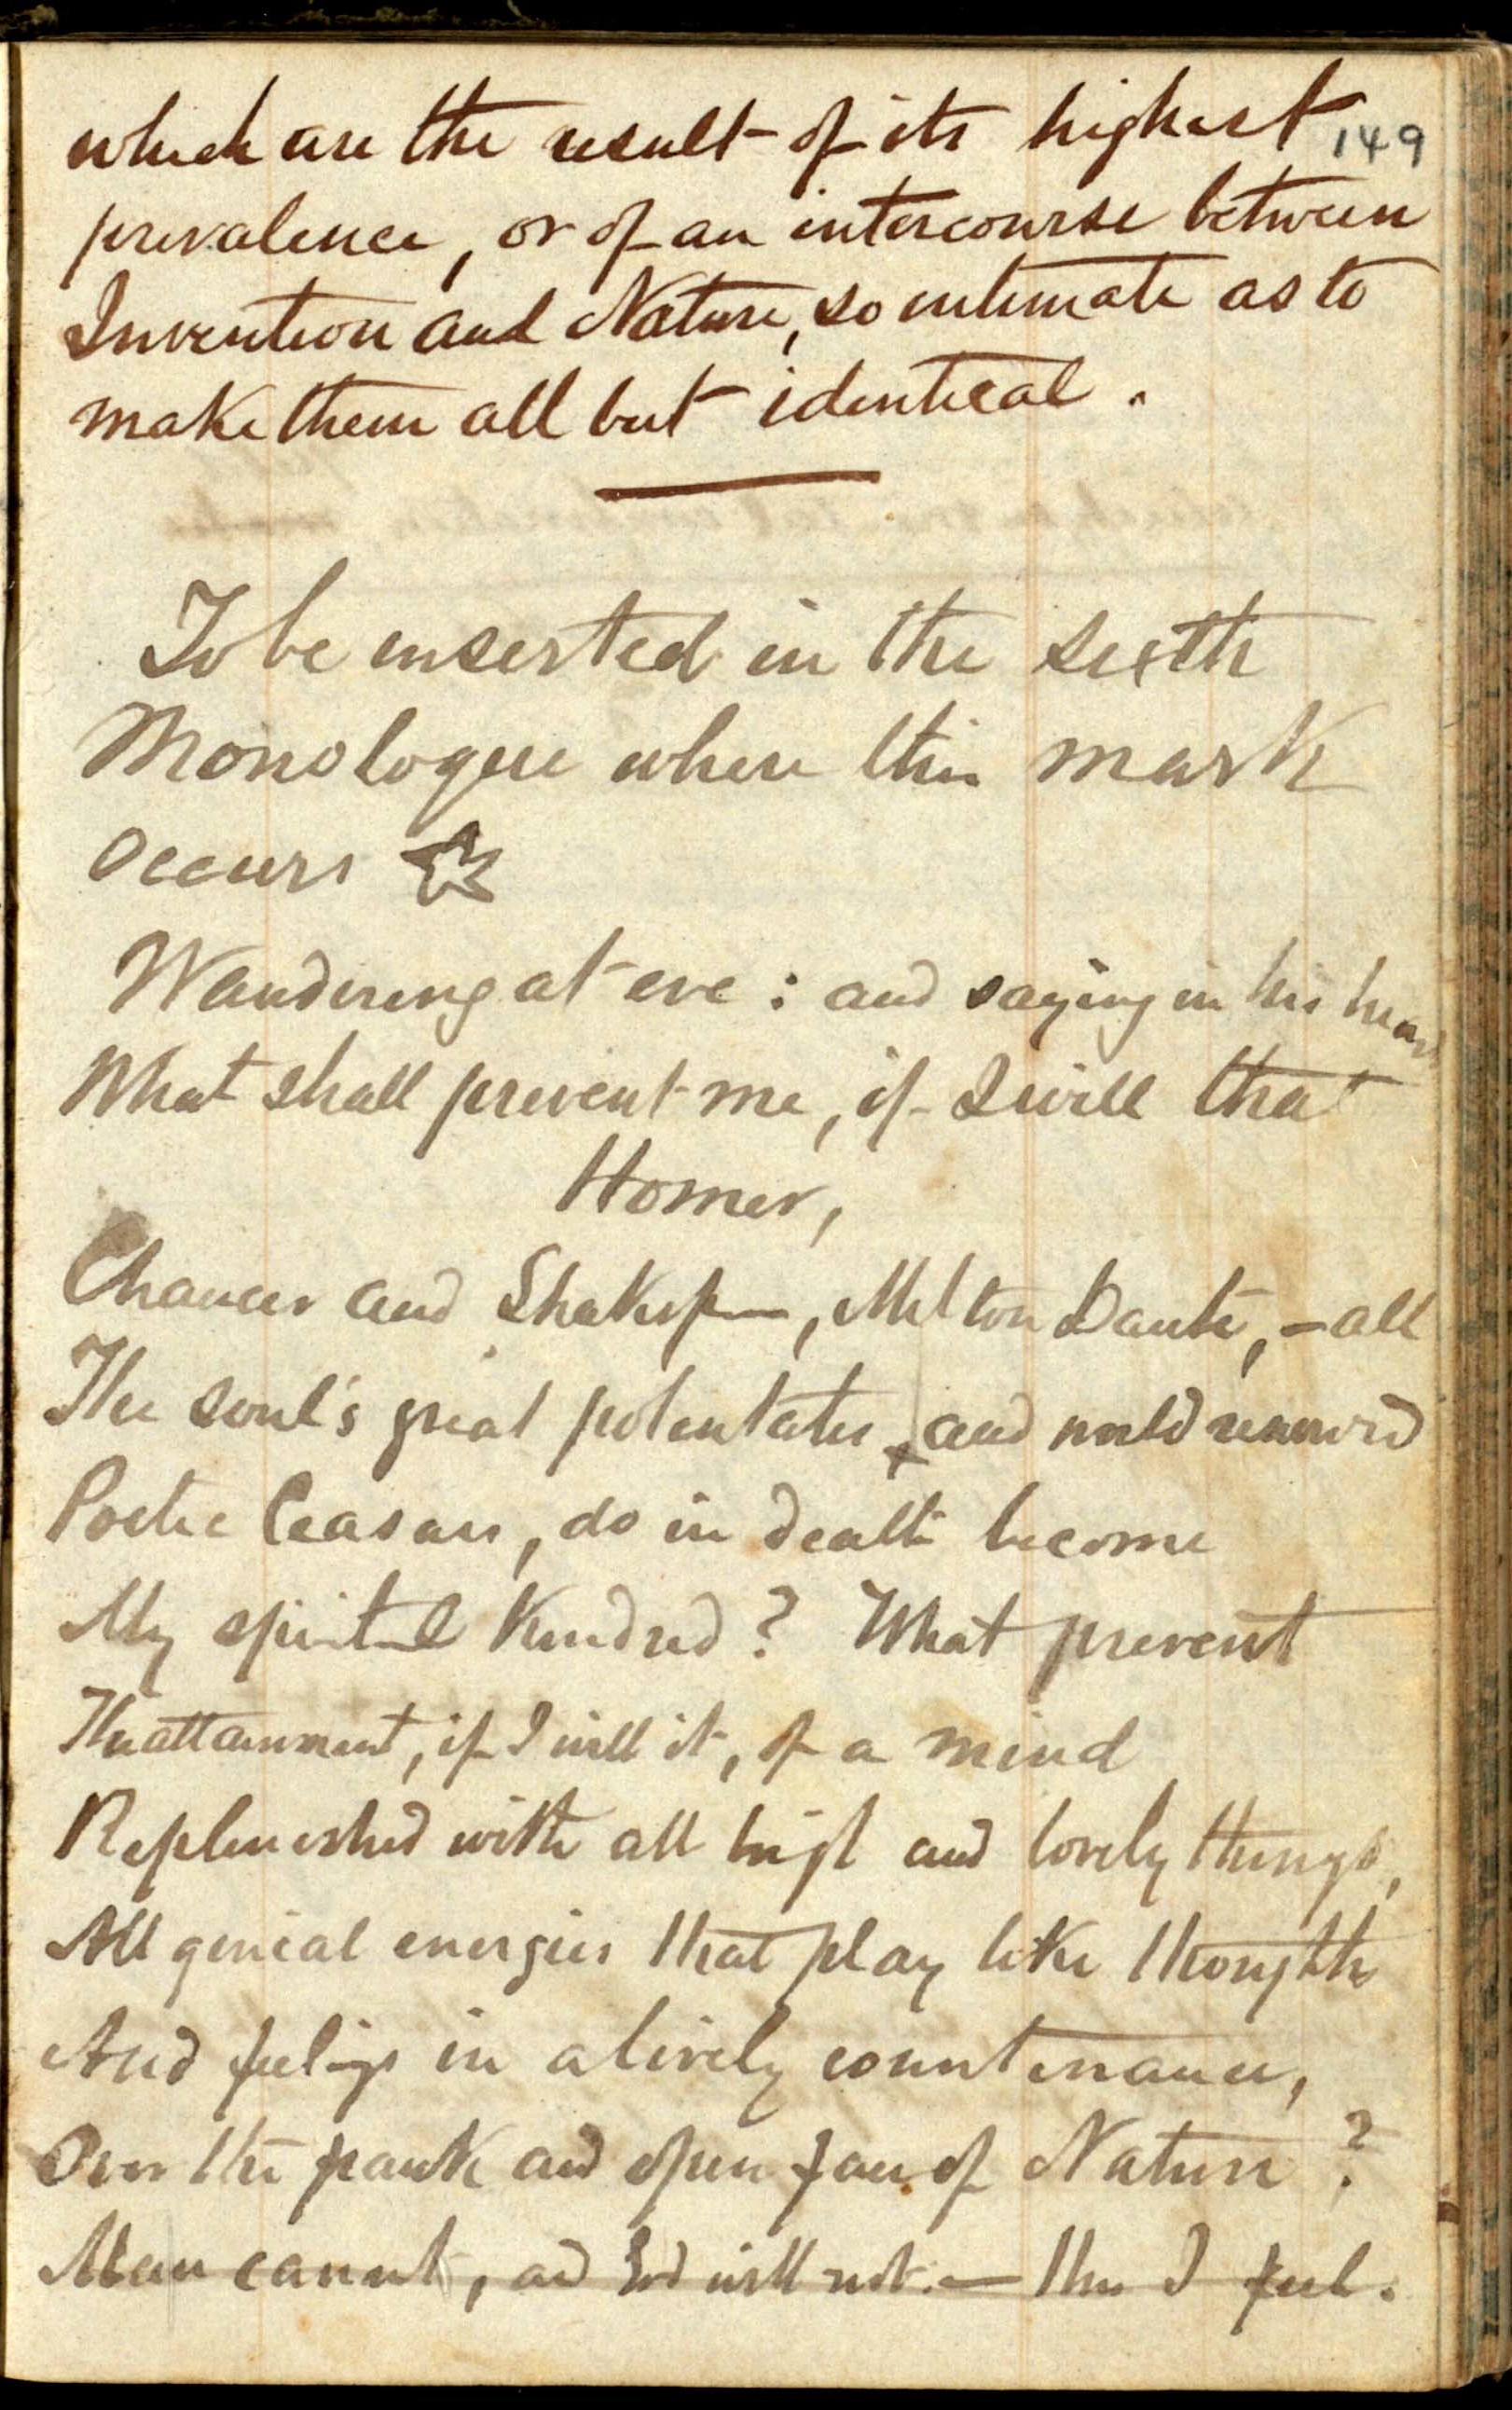 which are the result of its highest 149
prevalence, or of an intercourse between
Invention and Nature, so intimate as to
make them all but identical.
To be inserted in the sixth
Monologue where this mark
occurs
Wandering at eve: and saying in his heart
What shall prevent me, if I will that
Homer,
Chaucer and Shakesp—, Milton Dante, – all
The soul's great potentates, and world renown'd
Poetic Ceasars, do in death become
My spiritual Kindred? What prevent
The attainment, if I will it, of a mind
Replenished with all high and lovely things,
All genial energies that play like thoughts
And feelings in a lively countenance,
Over the frank and open face of Nature?
Man cannot, and God will not. — thus I feel.